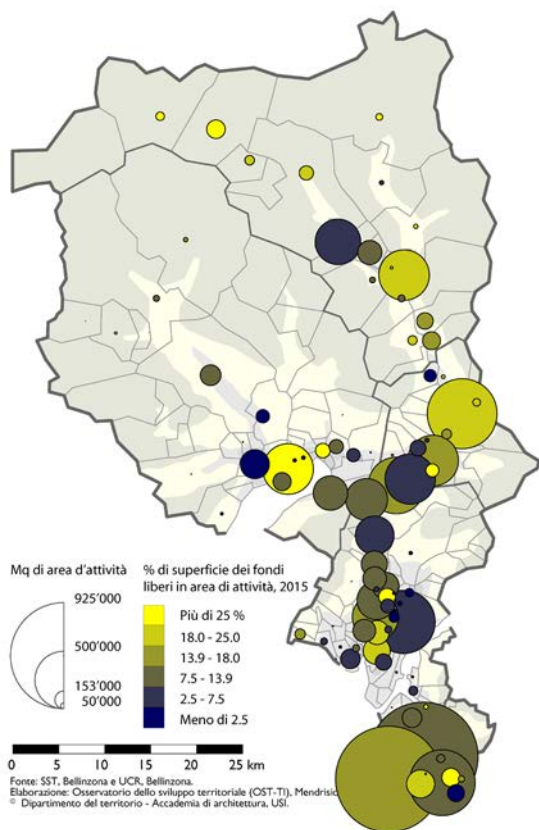 Mq di area d'attività
925'000
500'000
153'000
50'000
% di superficie dei fondi
liberi in area di attività, 2015
Più di 25 %
18.0 - 25.0
13.9 - 18.0
7.5 - 13.9
2.5 - 7.5
Meno di 2.5
0 5 10 15 20 25
km
Fonte: SST, Bellinzona e UCR, Bellinzona.
Elaborazione: Osservatorio dello sviluppo territoriale (OST-TI), Mendrisio
© Dipartimento del territorio - Accademia di architettura, USI.